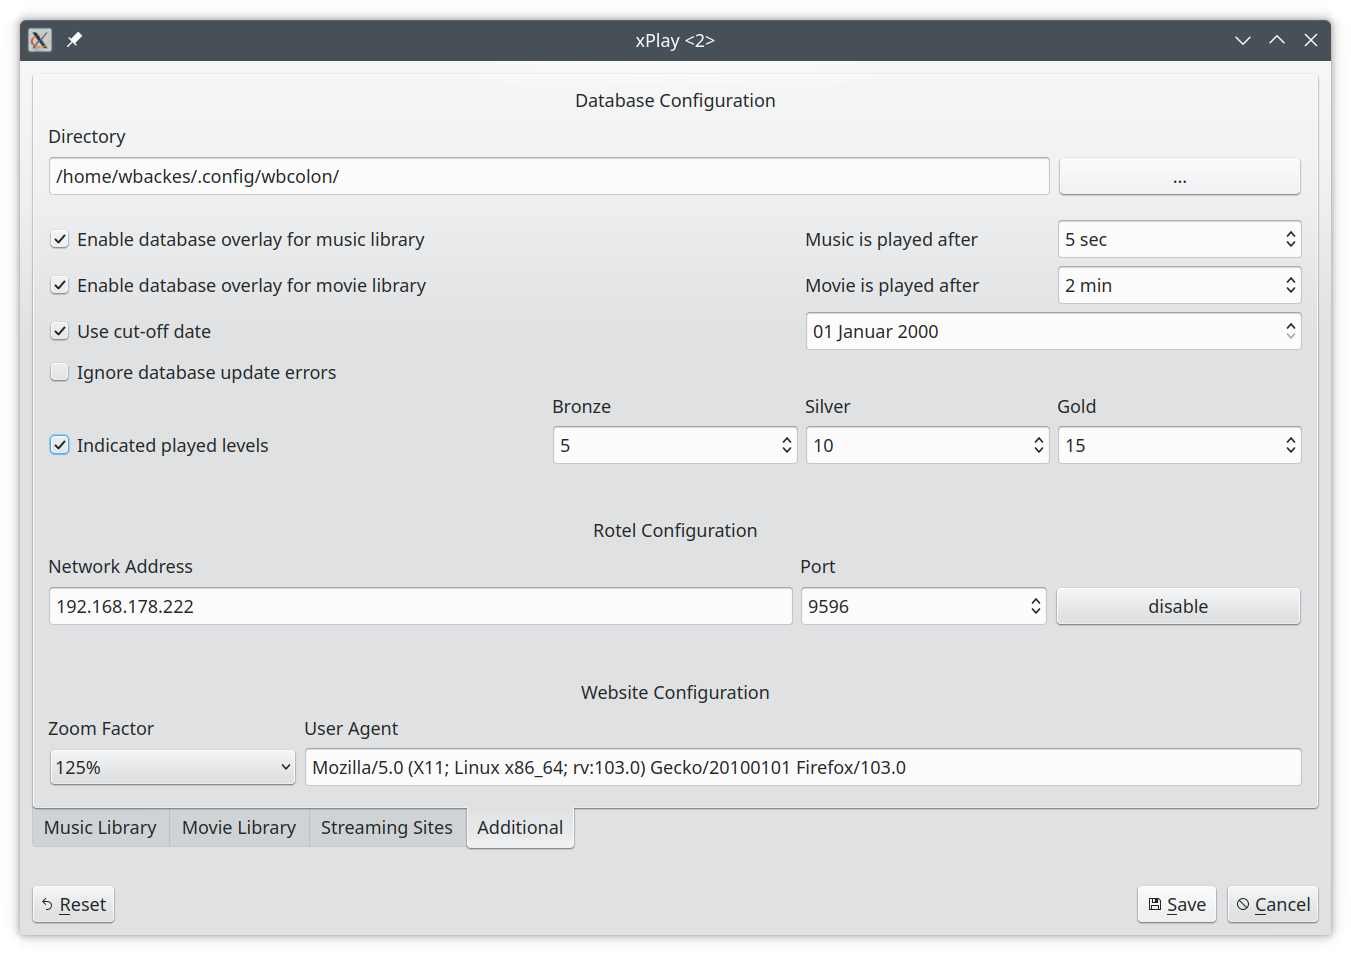 xPlay <2>
Database Configuration
Directory
/home/wbackes/.config/wbcolon/
...
Enable database overlay for music library
Music is played after
5 sec
Enable database overlay for movie library
Movie is played after
2 min
Use cut-off date
01 Januar 2000
Ignore database update errors
Bronze
Silver
Gold
Indicated played levels
5
10
15
Rotel Configuration
Network Address
Port
192.168.178.222
9596
disable
Website Configuration
Zoom Factor
User Agent
125%
Mozilla/5.0 (X11; Linux x86_64; rv:103.0) Gecko/20100101 Firefox/103.0
Music Library
Movie Library
Streaming Sites
Additional
Reset
Save
Cancel